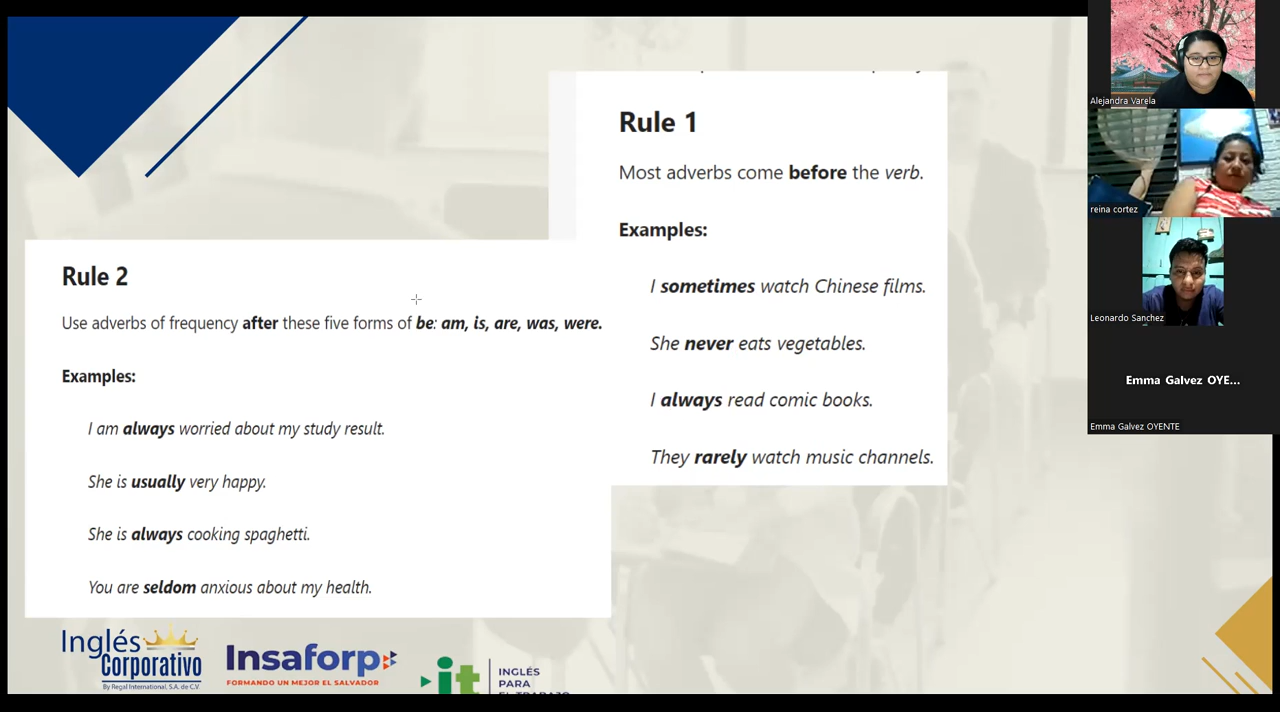 Rule 1
Most adverbs come before the verb.
Examples:
I sometimes watch Chinese films.
She never eats vegetables.
I always read comic books.
They rarely watch music channels.
Rule 2
Use adverbs of frequency after these five forms of be: am, is, are, was, were.
Examples:
I am always worried about my study result.
She is usually very happy.
She is always cooking spaghetti.
You are seldom anxious about my health.
Inglés
Corporativo
By Regal International, S.A. de C.V.
Insaforp
FORMANDO UN MEJOR EL SALVADOR
it
INGLÉS
PARA
EL TRABAJO
Alejandra Varela
reina cortez
Leonardo Sanchez
Emma Galvez OYE...
Emma Galvez OYENTE